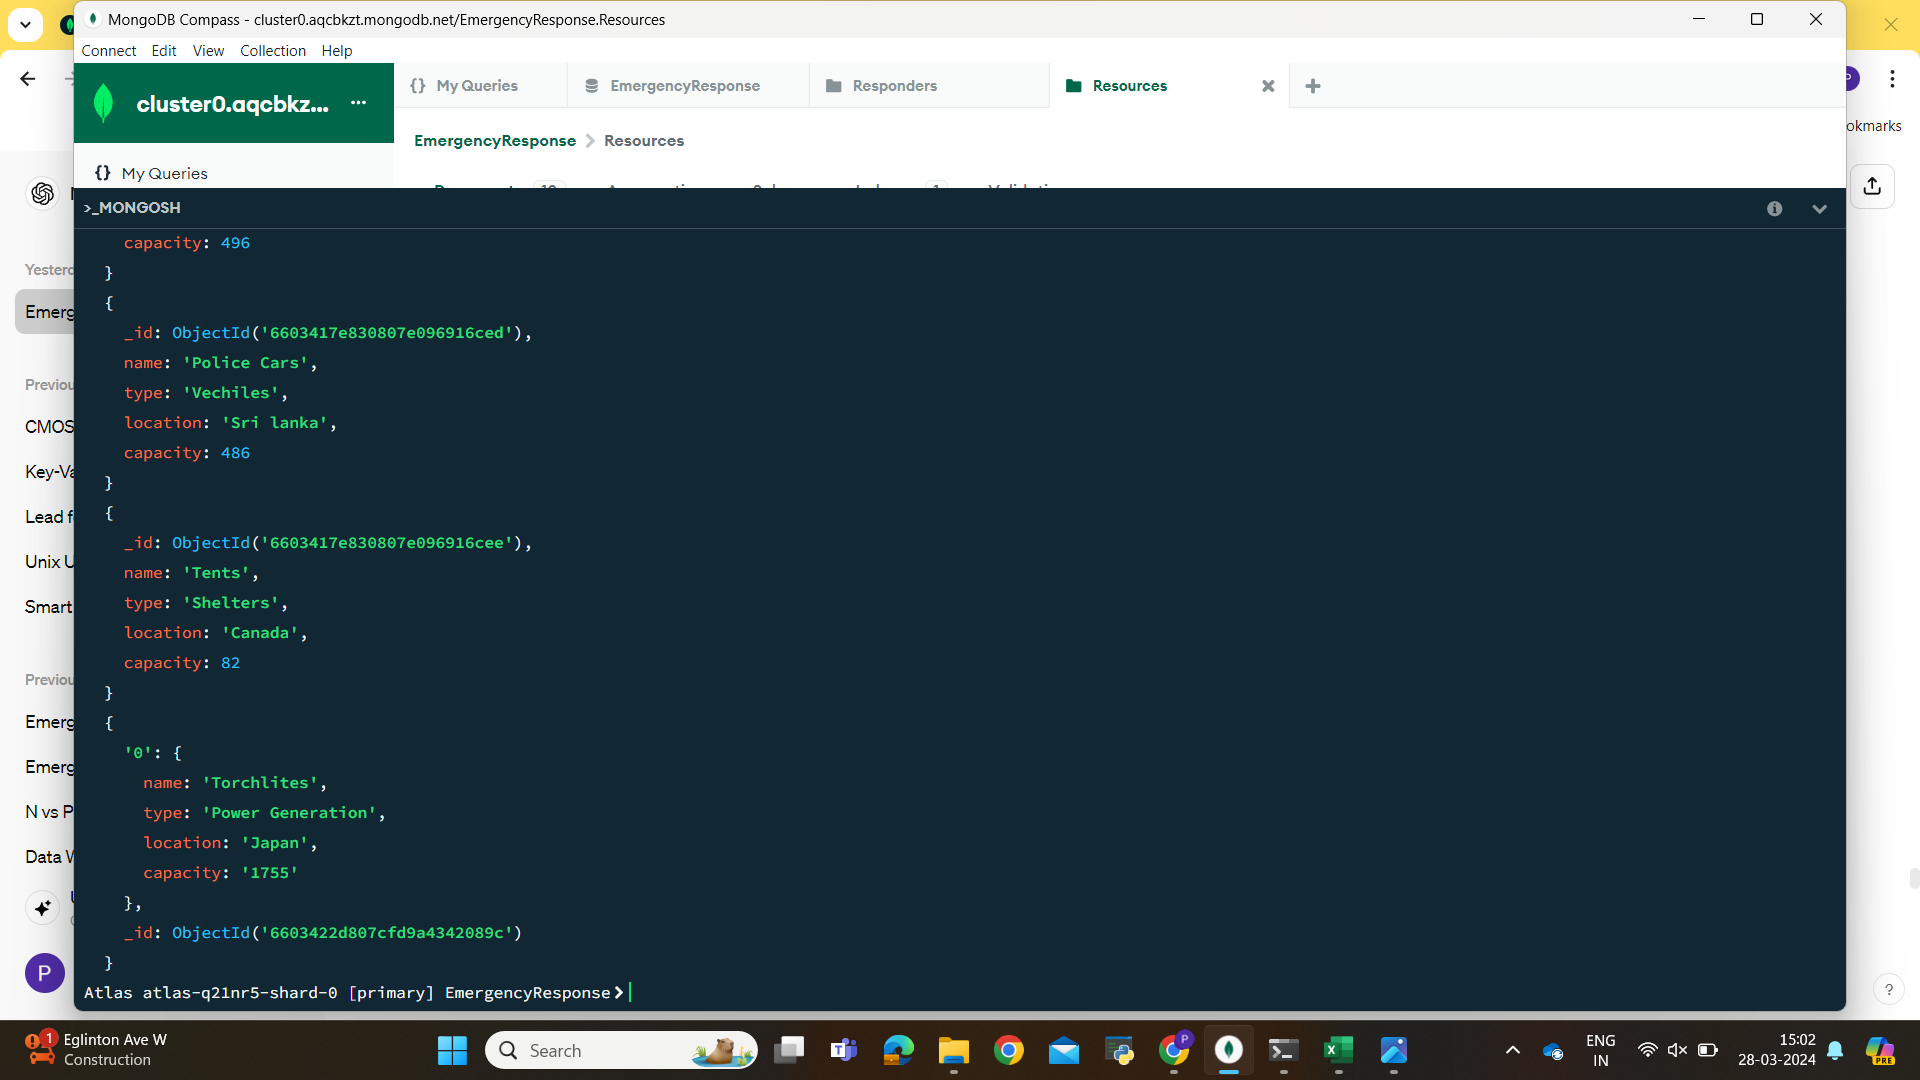 MongoDB Compass - cluster0.aqcbkzt.mongodb.net/EmergencyResponse.Resources
Connect Edit View Collection Help
cluster0.aqcbkz... ...
{} My Queries
EmergencyResponse
Responders
Resources
okmarks
EmergencyResponse > Resources
{} My Queries
>_MONGOSH
capacity: 496
}
{
_id: ObjectId('6603417e830807e096916ced'),
name: 'Police Cars',
type: 'Vechiles',
location: 'Sri lanka',
capacity: 486
}
{
_id: ObjectId('6603417e830807e096916cee'),
name: 'Tents',
type: 'Shelters',
location: 'Canada',
capacity: 82
}
{
'0': {
name: 'Torchlites',
type: 'Power Generation',
location: 'Japan',
capacity: '1755'
},
_id: ObjectId('6603422d807cfd9a4342089c')
}
Atlas atlas-q21nr5-shard-0 [primary] EmergencyResponse>
Yesterd
Emerg
Previou
CMOS
Key-Va
Lead f
Unix U
Smart
Previou
Emerg
Emerg
N vs P
Data W
P
?
1
Eglinton Ave W
Construction
Search
P
ENG
IN
15:02
28-03-2024
PRE